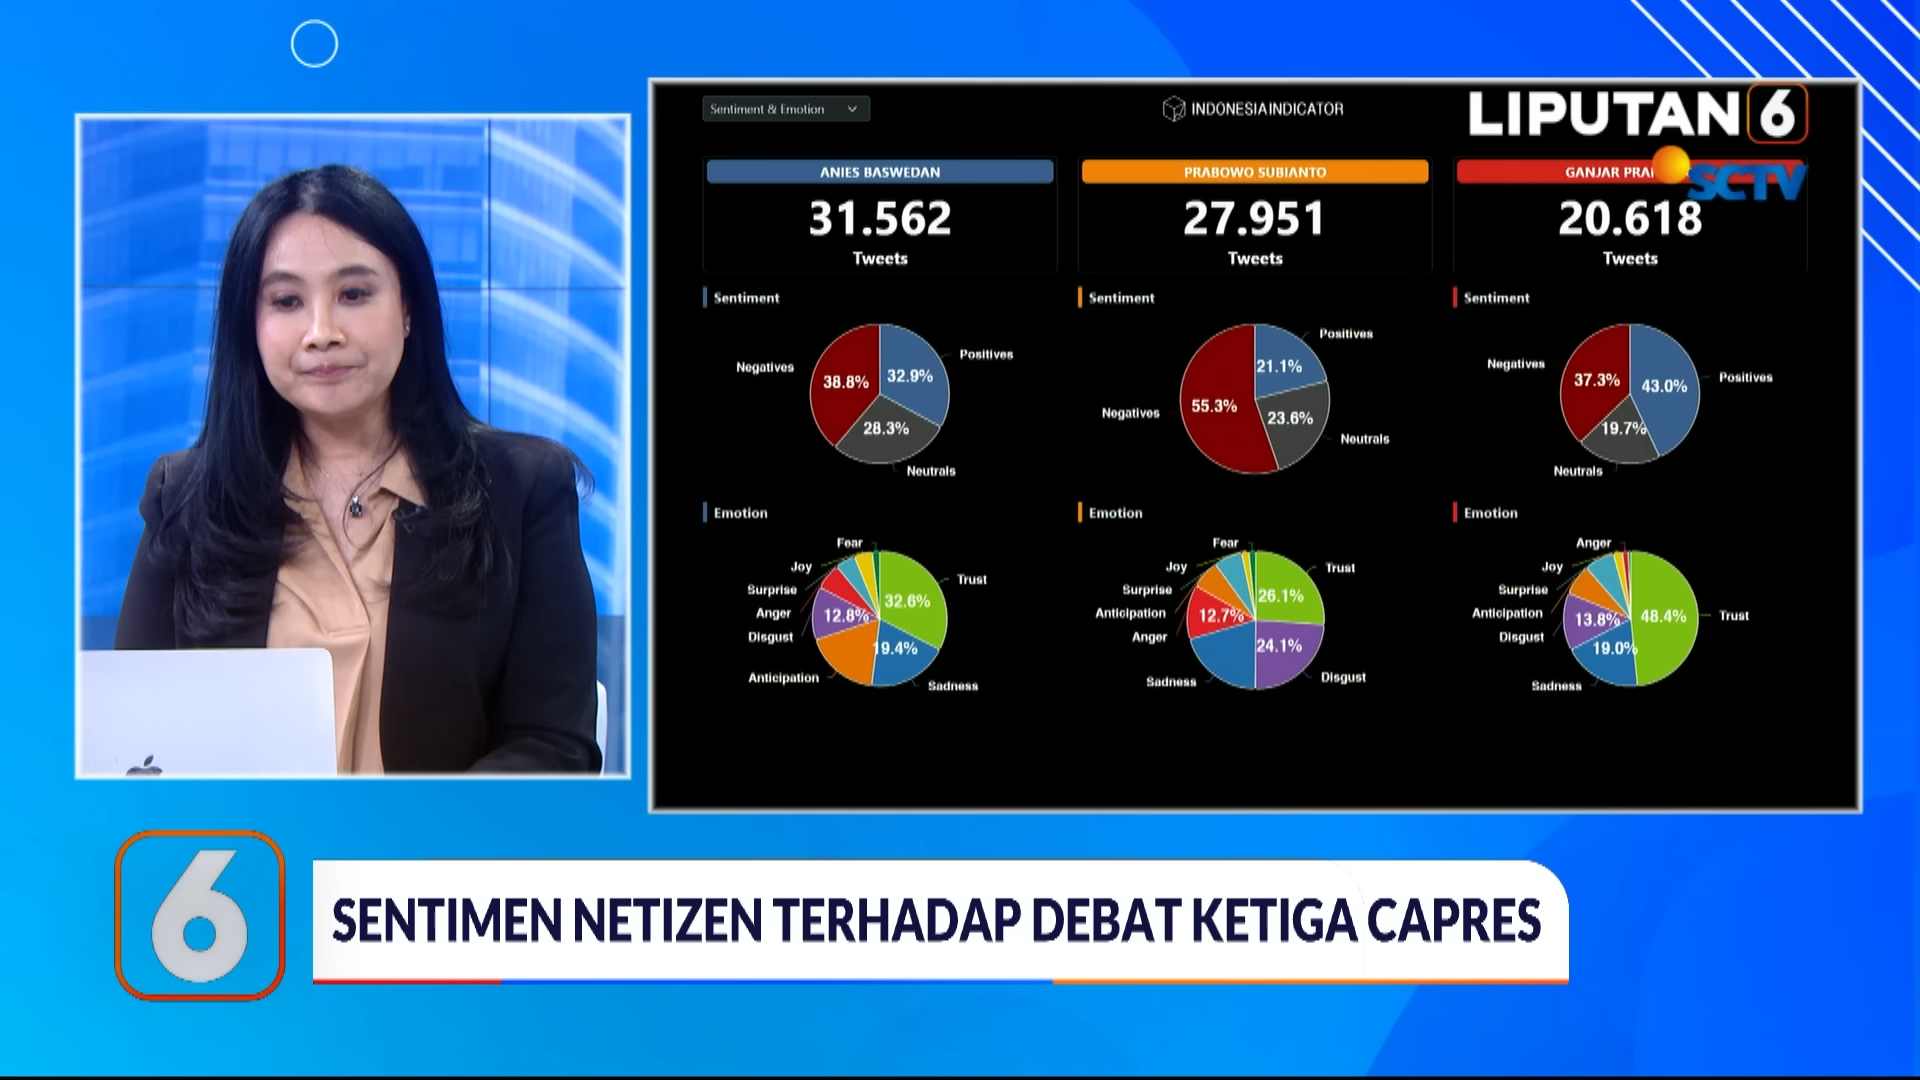 Sentiment & Emotion
INDONESIA INDICATOR
LIPUTAN 6
SCTV
ANIES BASWEDAN
31.562
Tweets
PRABOWO SUBIANTO
27.951
Tweets
GANJAR
20.618
Tweets
Sentiment
Negatives
38.8%
32.9%
Positives
28.3%
Neutrals
Sentiment
Positives
21.1%
55.3%
23.6%
Negatives
Neutrals
Sentiment
Negatives
37.3%
43.0%
Positives
19.7%
Neutrals
Emotion
Fear
Joy
Surprise
Anger
Disgust
Anticipation
Trust
32.6%
12.8%
19.4%
Sadness
Emotion
Fear
Joy
Surprise
Anticipation
Anger
Sadness
Trust
26.1%
12.7%
24.1%
Disgust
Emotion
Anger
Joy
Surprise
Anticipation
Disgust
48.4%
Trust
13.8%
19.0%
Sadness
6
SENTIMEN NETIZEN TERHADAP DEBAT KETIGA CAPRES